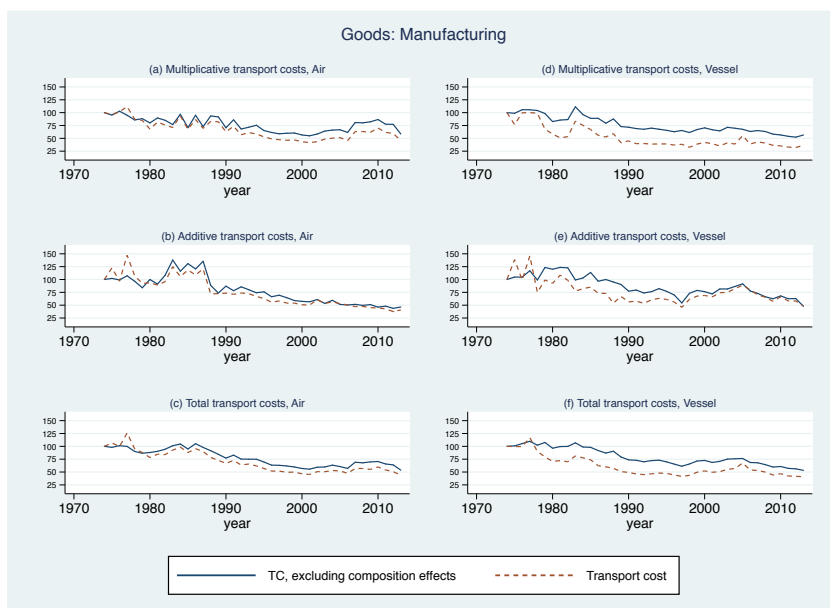 Goods: Manufacturing
(a) Multiplicative transport costs, Air
150
125
100
75
50
25
1970 1980 1990 2000 2010
year
(d) Multiplicative transport costs, Vessel
150
125
100
75
50
25
1970 1980 1990 2000 2010
year
(b) Additive transport costs, Air
150
125
100
75
50
25
1970 1980 1990 2000 2010
year
(e) Additive transport costs, Vessel
150
125
100
75
50
25
1970 1980 1990 2000 2010
year
(c) Total transport costs, Air
150
125
100
75
50
25
1970 1980 1990 2000 2010
year
(f) Total transport costs, Vessel
150
125
100
75
50
25
1970 1980 1990 2000 2010
year
TC, excluding composition effects Transport cost